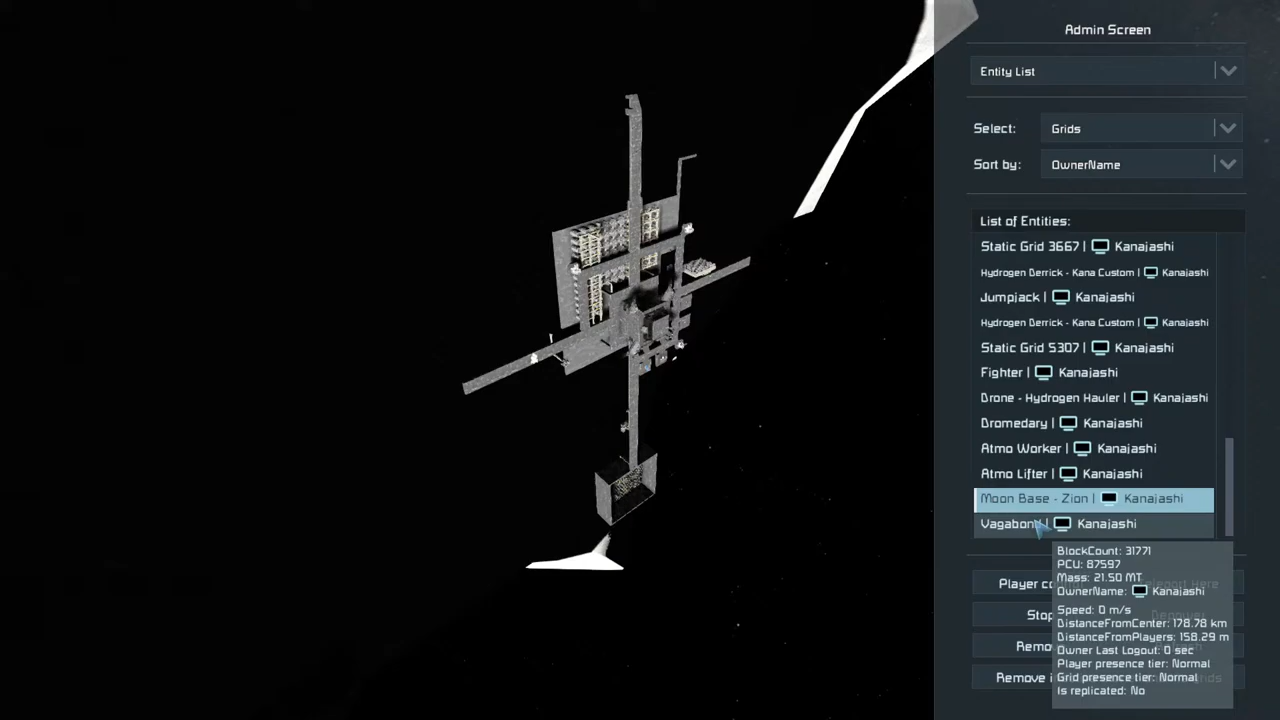 Admin Screen
Entity List
Select: Grids
Sort by: OwnerName
List of Entities:
Static Grid 3667 | Kanajashi
Hydrogen Derrick - Kana Custom | Kanajashi
Jumpjack | Kanajashi
Hydrogen Derrick - Kana Custom | Kanajashi
Static Grid 5307 | Kanajashi
Fighter | Kanajashi
Drone - Hydrogen Hauler | Kanajashi
Dromedary | Kanajashi
Atmo Worker | Kanajashi
Atmo Lifter | Kanajashi
Moon Base - Zion | Kanajashi
Kanajashi
BlockCount: 31771
PCU: 87597
Mass: 21.50 MT
OwnerName: Kanajashi
Speed: 0 m/s
DistanceFromCenter: 178.78 km
DistanceFromPlayers: 158.29 m
Owner Last Logout: 0 sec
Player presence tier: Normal
Grid presence tier: Normal
Is replicated: No
Player